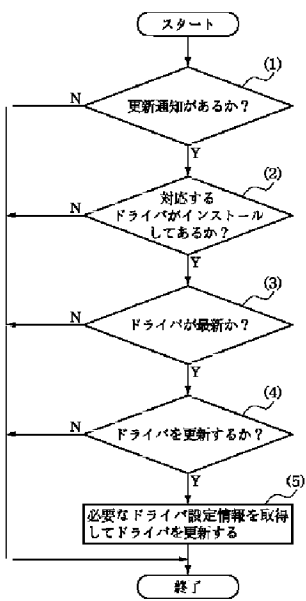 スタート
(1)
N
更新通知があるか？
Y
(2)
N
対応する
ドライバがインストール
してあるか？
Y
(3)
N
ドライバが最新か？
Y
(4)
N
ドライバを更新するか？
Y
(5)
必要なドライバ設定情報を取得
してドライバを更新する
終了